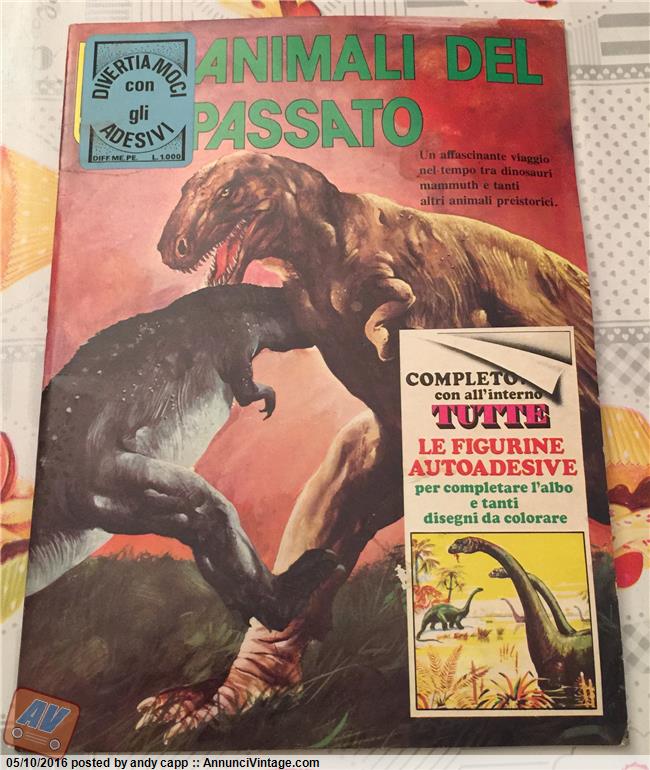 ANIMALI DEL
PASSATO
DIVERTIAMOCI
con
gli
ADESIVI
DIFF. ME. PE. L. 1.000
Un affascinante viaggio
nel tempo tra dinosauri
mammuth e tanti
altri animali preistorici.
COMPLETO
con all'interno
TUTTE
LE FIGURINE
AUTOADESIVE
per completare l'albo
e tanti
disegni da colorare
AV
05/10/2016 posted by andy capp :: AnnunciVintage.com